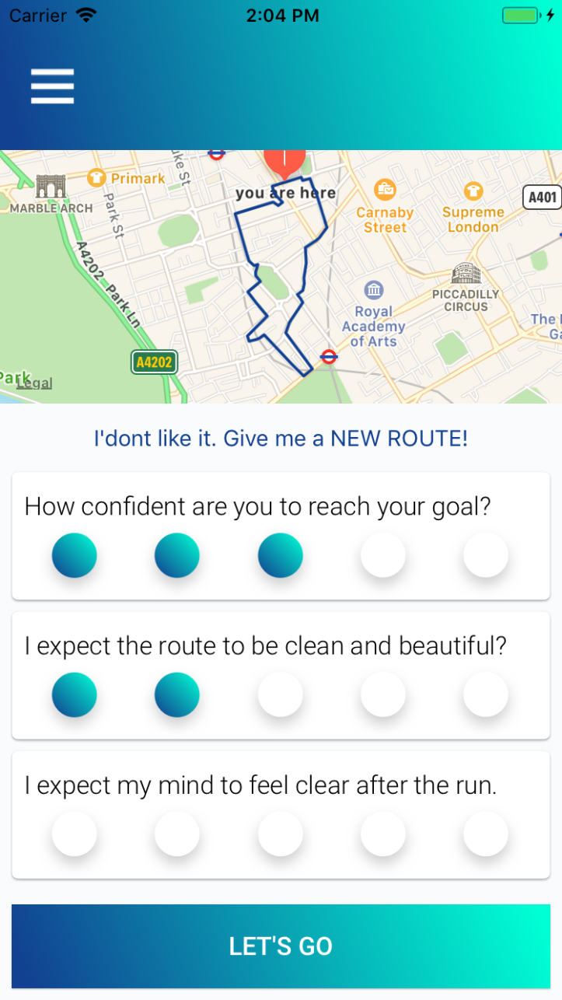 Carrier
2:04 PM
uke St
Primark
you are here
A401
MARBLE ARCH
Park St
Carnaby
Street
Supreme
London
A4202 Park Ln
PICCADILLY
CIRCUS
Royal
Academy
of Arts
The
A4202
Park
Legal
I'dont like it. Give me a NEW ROUTE!
How confident are you to reach your goal?
I expect the route to be clean and beautiful?
I expect my mind to feel clear after the run.
LET'S GO